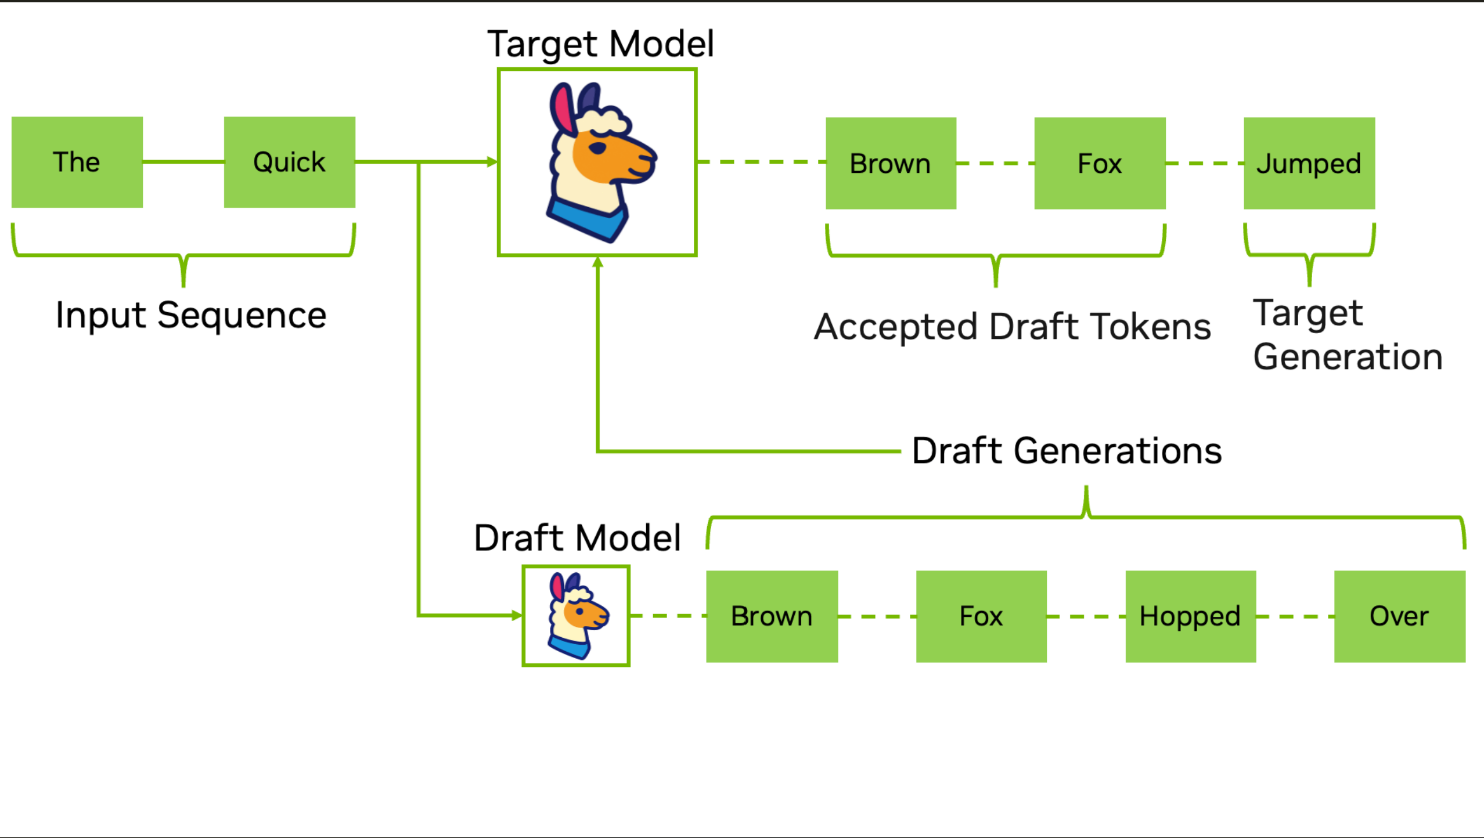 Target Model
The
Quick
Brown
Fox
Jumped
Input Sequence
Accepted Draft Tokens
Target
Generation
Draft Generations
Draft Model
Brown
Fox
Hopped
Over